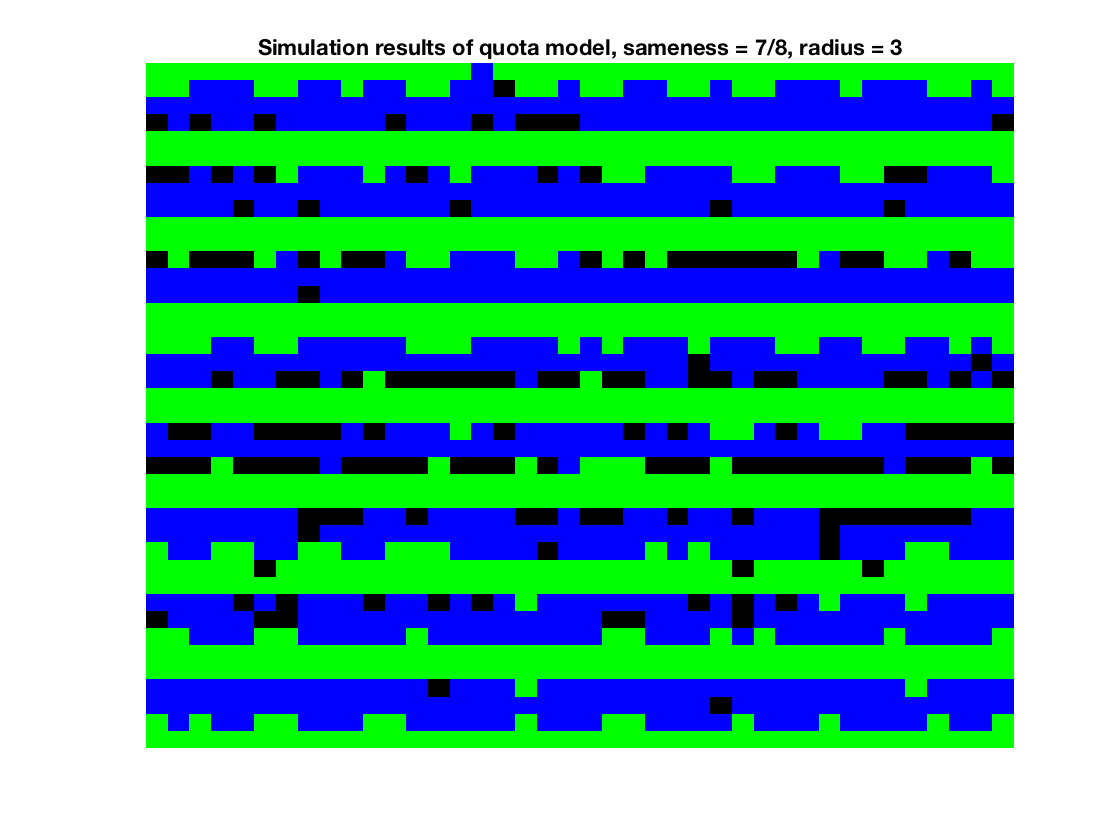 Simulation results of quota model, sameness = 7/8, radius = 3